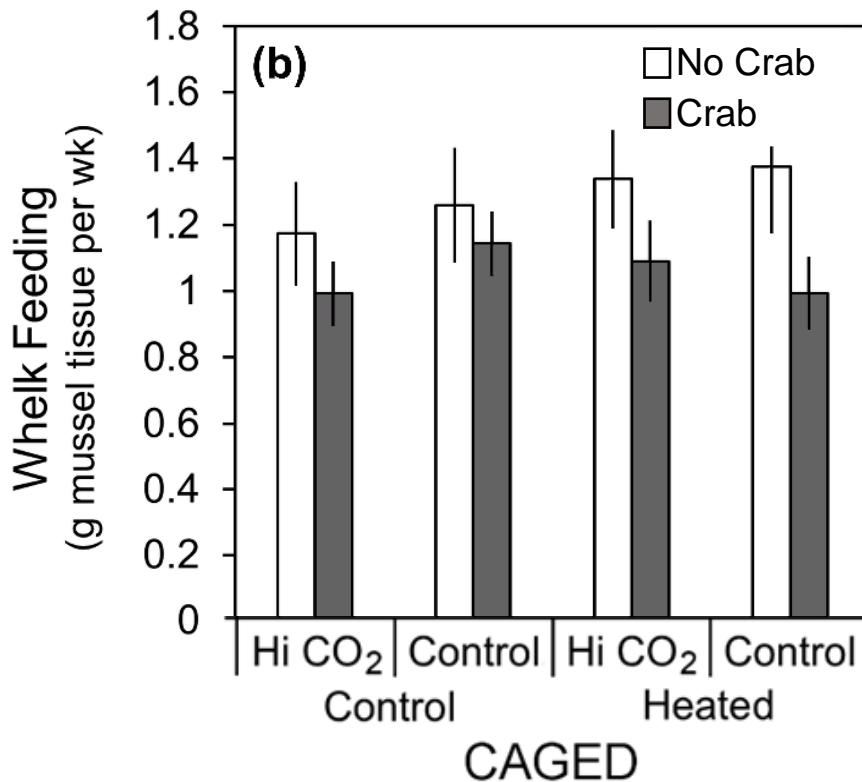 Whelk Feeding
(g mussel tissue per wk)
1.8
1.6
1.4
1.2
1
0.8
0.6
0.4
0.2
0
(b)
No Crab
Crab
Hi CO₂ Control Hi CO₂ Control
Control Heated
CAGED